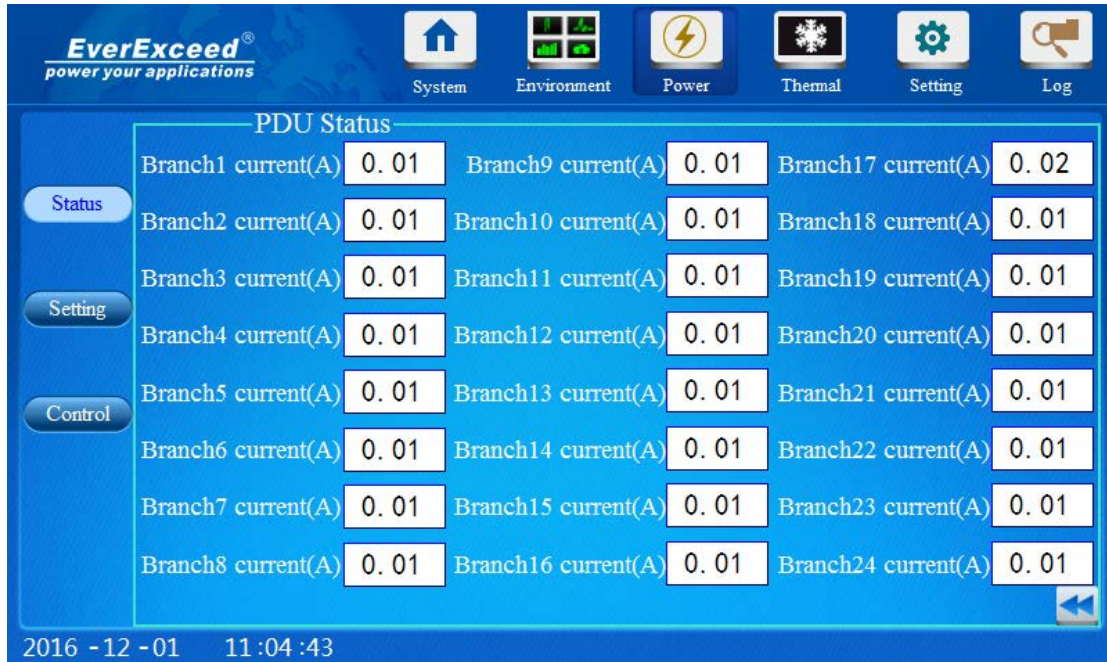 EverExceed®
power your applications
System Environment Power Thermal Setting Log
PDU Status
Status
Setting
Control
Branch1 current(A) 0.01 Branch9 current(A) 0.01 Branch17 current(A) 0.02
Branch2 current(A) 0.01 Branch10 current(A) 0.01 Branch18 current(A) 0.01
Branch3 current(A) 0.01 Branch11 current(A) 0.01 Branch19 current(A) 0.01
Branch4 current(A) 0.01 Branch12 current(A) 0.01 Branch20 current(A) 0.01
Branch5 current(A) 0.01 Branch13 current(A) 0.01 Branch21 current(A) 0.01
Branch6 current(A) 0.01 Branch14 current(A) 0.01 Branch22 current(A) 0.01
Branch7 current(A) 0.01 Branch15 current(A) 0.01 Branch23 current(A) 0.01
Branch8 current(A) 0.01 Branch16 current(A) 0.01 Branch24 current(A) 0.01
2016 -12 -01 11:04:43